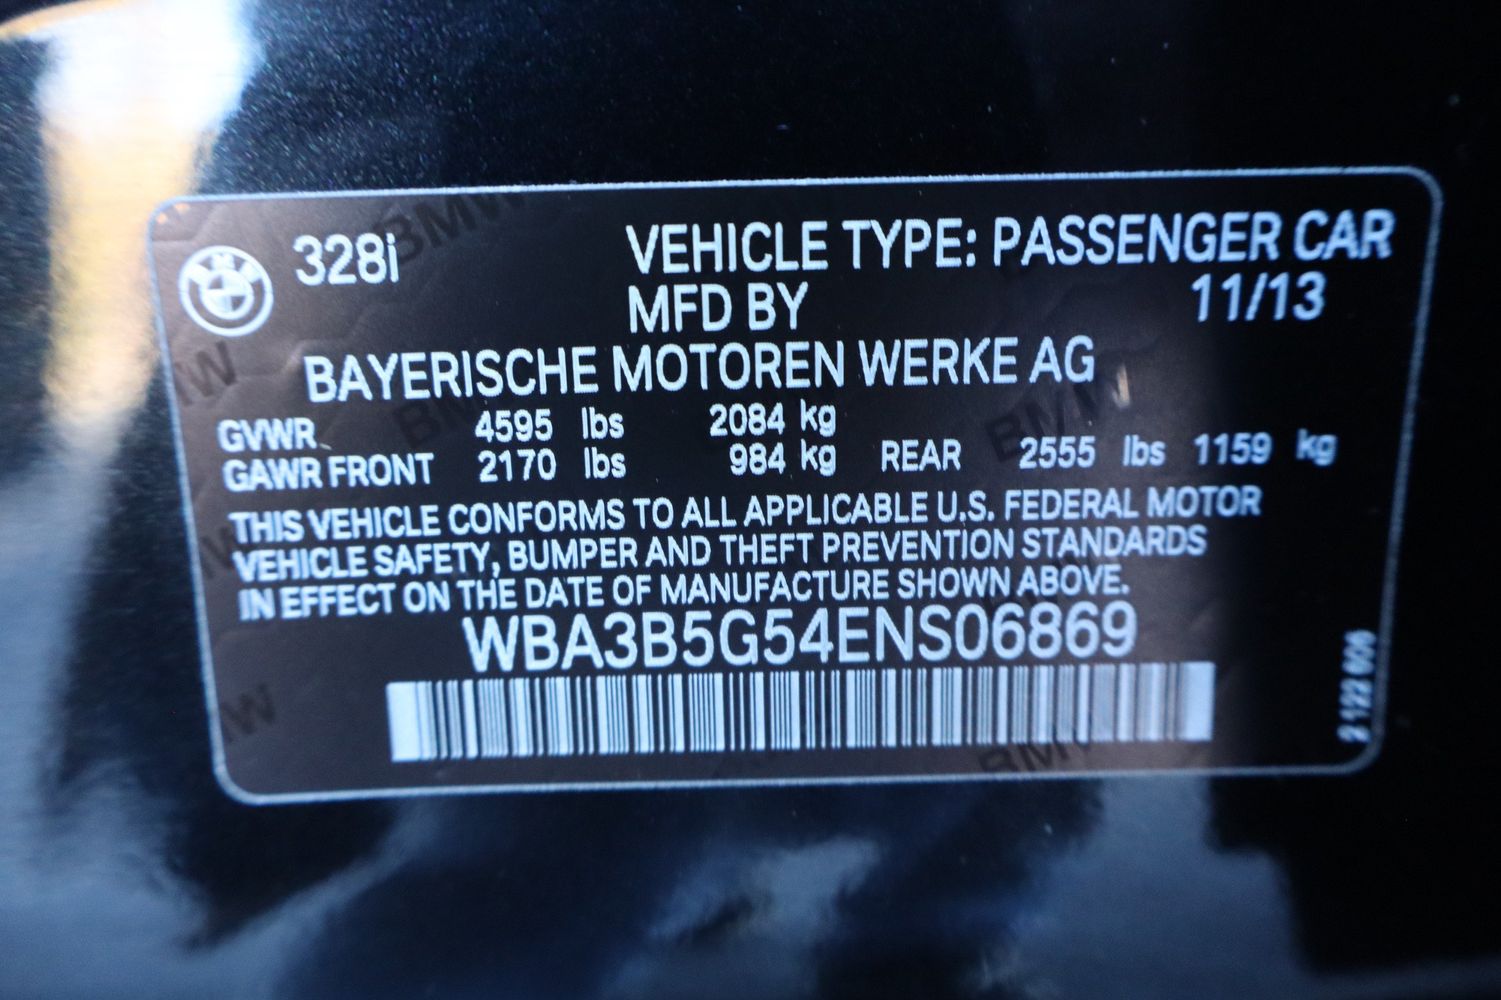 BMW
328i
VEHICLE TYPE: PASSENGER CAR
MFD BY 11/13
BAYERISCHE MOTOREN WERKE AG
GVWR 4595 lbs 2084 kg
GAWR FRONT 2170 lbs 984 kg REAR 2555 lbs 1159 kg
THIS VEHICLE CONFORMS TO ALL APPLICABLE U.S. FEDERAL MOTOR
VEHICLE SAFETY, BUMPER AND THEFT PREVENTION STANDARDS
IN EFFECT ON THE DATE OF MANUFACTURE SHOWN ABOVE.
WBA3B5G54ENS06869